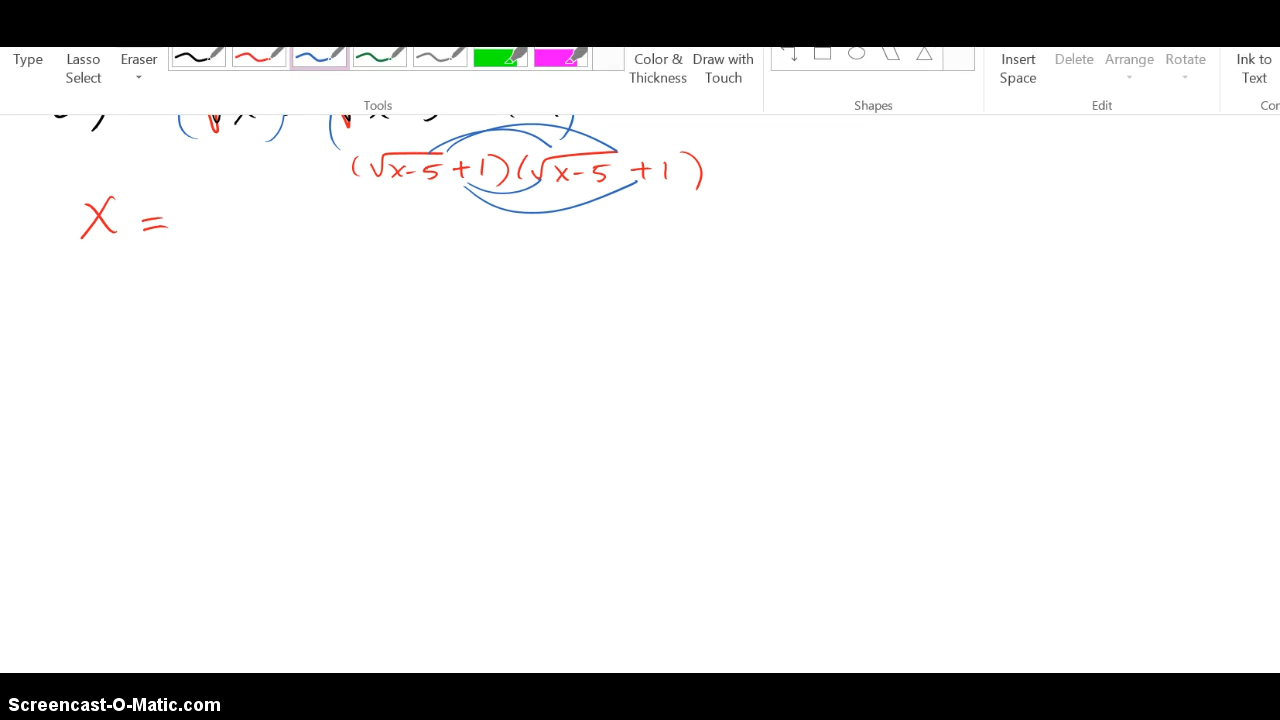 Type Lasso Select Eraser Color & Thickness Draw with Touch Insert Space Delete Arrange Rotate Ink to Text
Tools Shapes Edit
(√x-5 +1)(√x-5 +1)
X =
Screencast-O-Matic.com